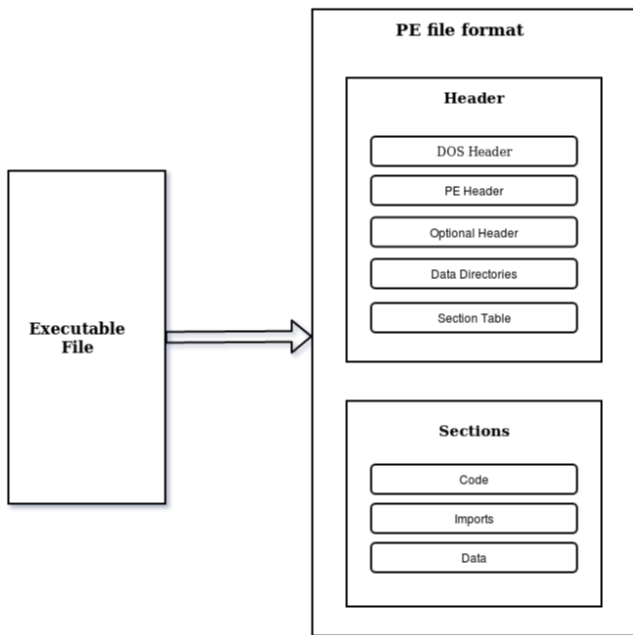 PE file format
Header
DOS Header
PE Header
Optional Header
Data Directories
Section Table
Executable
File
Sections
Code
Imports
Data